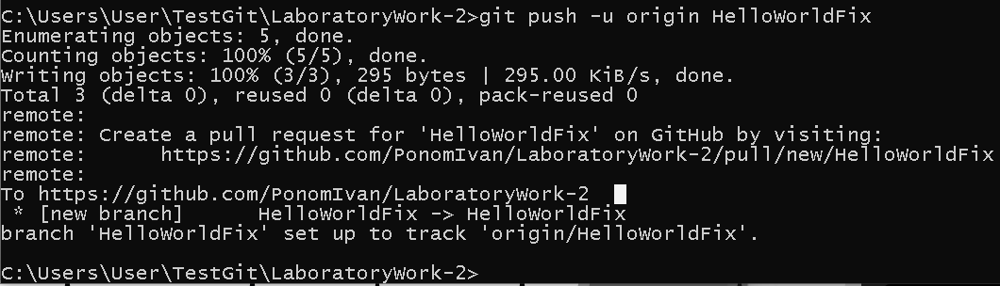 C:\Users\User\TestGit\LaboratoryWork-2>git push -u origin HelloWorldFix
Enumerating objects: 5, done.
Counting objects: 100% (5/5), done.
Writing objects: 100% (3/3), 295 bytes | 295.00 KiB/s, done.
Total 3 (delta 0), reused 0 (delta 0), pack-reused 0
remote:
remote: Create a pull request for 'HelloWorldFix' on GitHub by visiting:
remote:      https://github.com/PonomIvan/LaboratoryWork-2/pull/new/HelloWorldFix
remote:
To https://github.com/PonomIvan/LaboratoryWork-2
 * [new branch]      HelloWorldFix -> HelloWorldFix
branch 'HelloWorldFix' set up to track 'origin/HelloWorldFix'.
C:\Users\User\TestGit\LaboratoryWork-2>